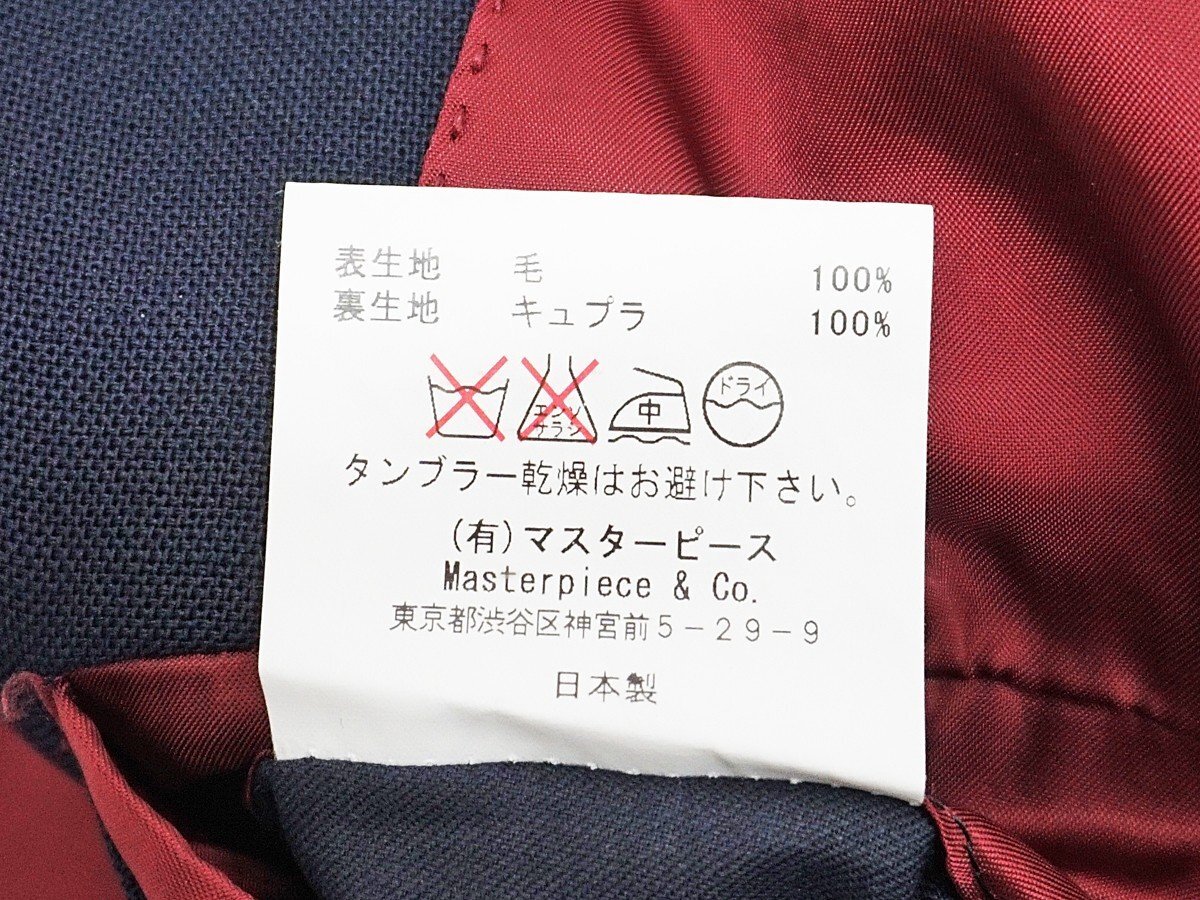 表生地 毛 100%
裏生地 キュプラ 100%
エンソ サラシ 中 ドライ
タンブラー乾燥はお避け下さい。
(有)マスターピース
Masterpiece & Co.
東京都渋谷区神宮前5-29-9
日本製